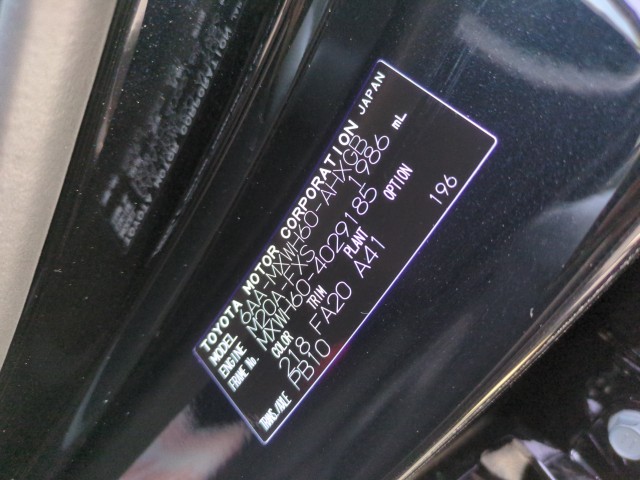 TOYOTA MOTOR CORPORATION JAPAN
MODEL 6AA-MXWH60-AHXGB
ENGINE M20A-FXS 1986 mL
FRAME No. MXWH60-4029185
COLOR TRIM PLANT OPTION
218 FA20 A41 196
TRANS./AXLE PB10